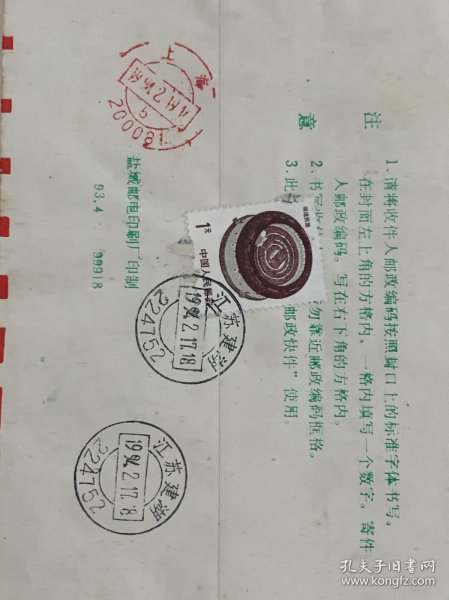 注意
1. 请将收件人邮政编码按照封口上的标准字体书写,
在封面左上角的方格内,一格内填写一个数字。寄件
人邮政编码,写在右下角的方格内。
2. 书写
勿靠近邮政编码框格。
3. 此
邮政快件”使用。
1元
中国人民邮政
福建民居
江苏建湖
1994.2.17.18
224752
江苏建湖
1994.2.17.18
224752
上海
20008
盐城邮电印刷厂印制
93.4 90918
孔夫子旧书网
www.kongfz.com